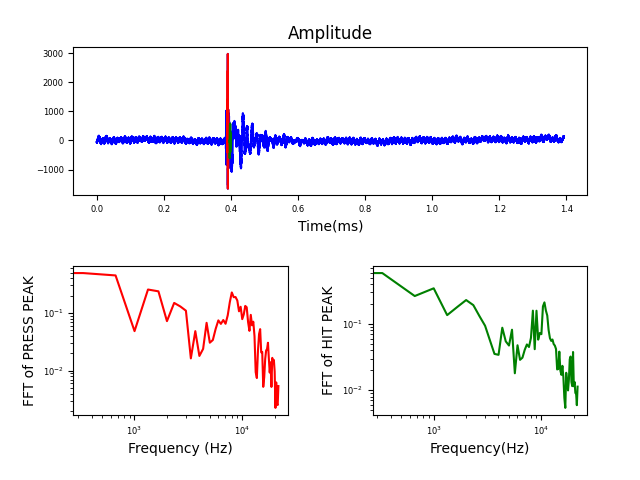 Amplitude
3000
2000
1000
0
−1000
0.0 0.2 0.4 0.6 0.8 1.0 1.2 1.4
Time(ms)
FFT of PRESS PEAK
10⁻¹
10⁻²
10³ 10⁴
Frequency (Hz)
FFT of HIT PEAK
10⁻¹
10⁻²
10³ 10⁴
Frequency(Hz)